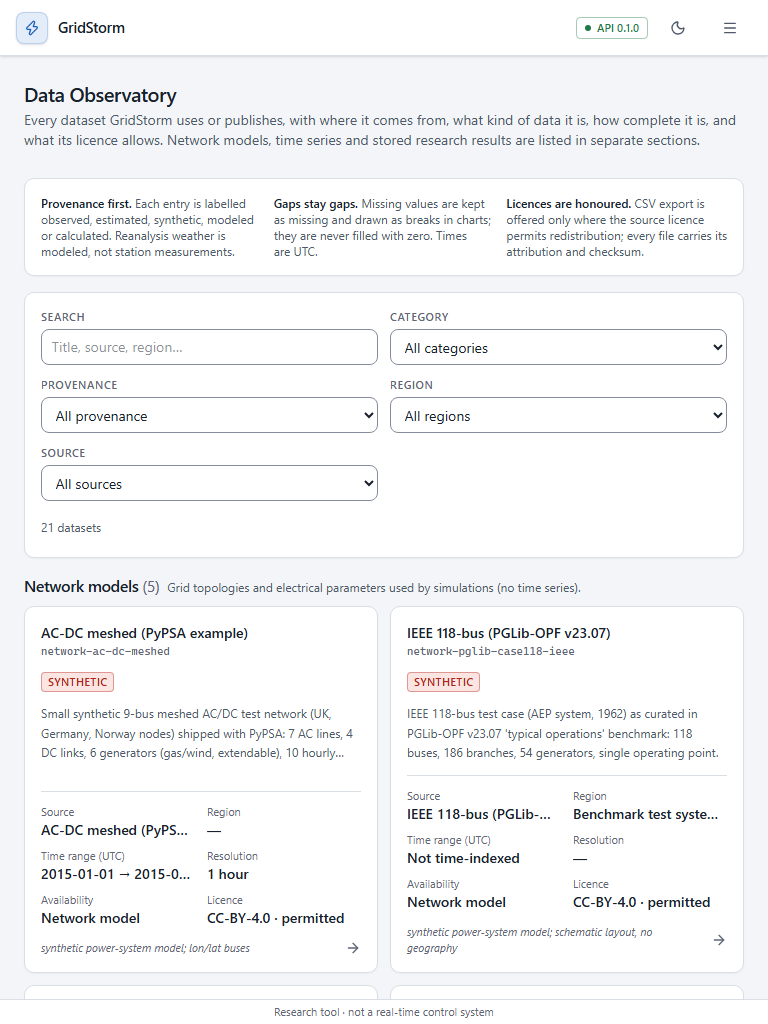 GridStorm
API 0.1.0
Data Observatory
Every dataset GridStorm uses or publishes, with where it comes from, what kind of data it is, how complete it is, and
what its licence allows. Network models, time series and stored research results are listed in separate sections.
Provenance first. Each entry is labelled
observed, estimated, synthetic, modeled
or calculated. Reanalysis weather is
modeled, not station measurements.
Gaps stay gaps. Missing values are kept
as missing and drawn as breaks in charts;
they are never filled with zero. Times
are UTC.
Licences are honoured. CSV export is
offered only where the source licence
permits redistribution; every file carries its
attribution and checksum.
SEARCH
Title, source, region...
CATEGORY
All categories
PROVENANCE
All provenance
REGION
All regions
SOURCE
All sources
21 datasets
Network models (5) Grid topologies and electrical parameters used by simulations (no time series).
AC-DC meshed (PyPSA example)
network-ac-dc-meshed
SYNTHETIC
Small synthetic 9-bus meshed AC/DC test network (UK,
Germany, Norway nodes) shipped with PyPSA: 7 AC lines, 4
DC links, 6 generators (gas/wind, extendable), 10 hourly...
Source
AC-DC meshed (PyPS...
Region
—
Time range (UTC)
2015-01-01 → 2015-0...
Resolution
1 hour
Availability
Network model
Licence
CC-BY-4.0 · permitted
synthetic power-system model; lon/lat buses
IEEE 118-bus (PGLib-OPF v23.07)
network-pglib-case118-ieee
SYNTHETIC
IEEE 118-bus test case (AEP system, 1962) as curated in
PGLib-OPF v23.07 'typical operations' benchmark: 118
buses, 186 branches, 54 generators, single operating point.
Source
IEEE 118-bus (PGLib-...
Region
Benchmark test syste...
Time range (UTC)
Not time-indexed
Resolution
—
Availability
Network model
Licence
CC-BY-4.0 · permitted
synthetic power-system model; schematic layout, no
geography
Research tool · not a real-time control system